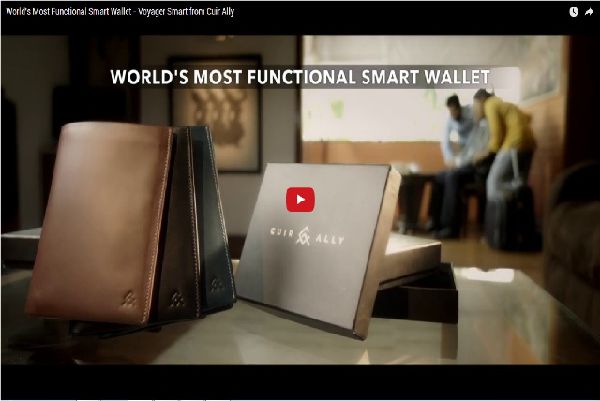 World's Most Functional Smart Wallet - Voyager Smart from Cuir Ally
WORLD'S MOST FUNCTIONAL SMART WALLET
CUIR ALLY